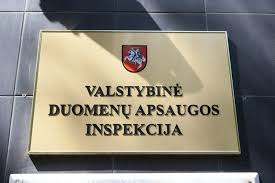 VALSTYBINĖ
DUOMENŲ APSAUGOS
INSPEKCIJA